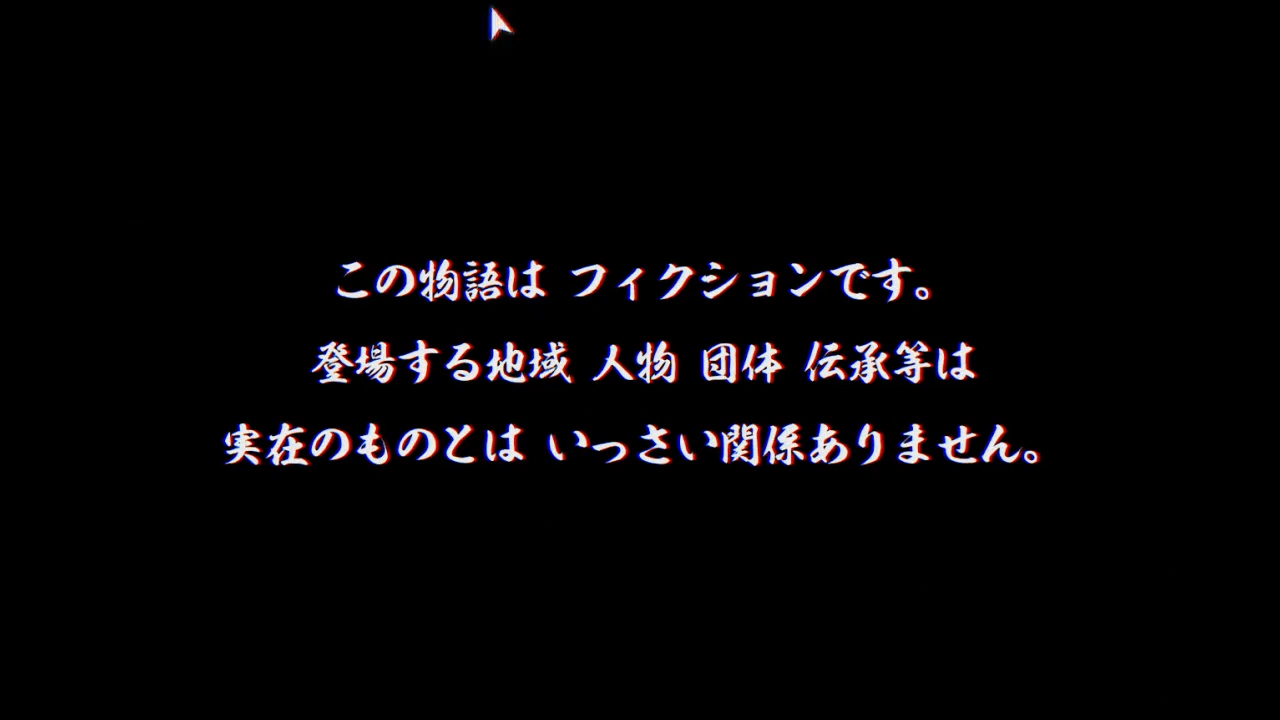 この物語は フィクションです。
登場する地域 人物 団体 伝承等は
実在のものとは いっさい関係ありません。